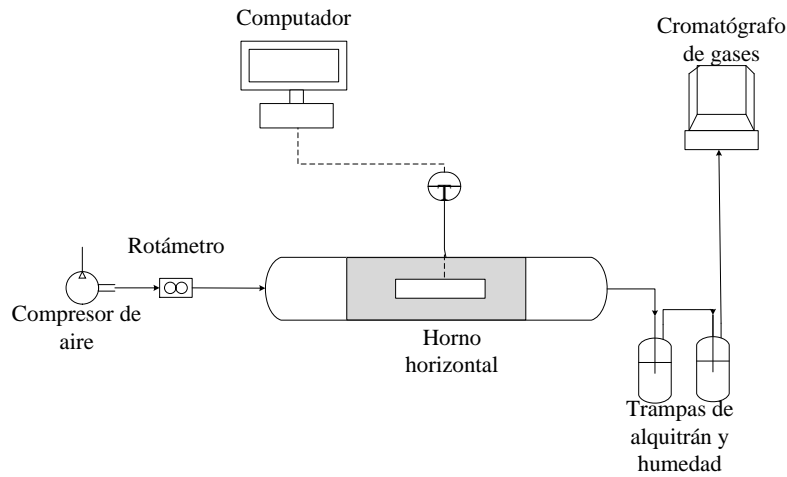 Computador
Cromatógrafo
de gases
T
Rotámetro
Compresor de
aire
Horno
horizontal
Trampas de
alquitrán y
humedad